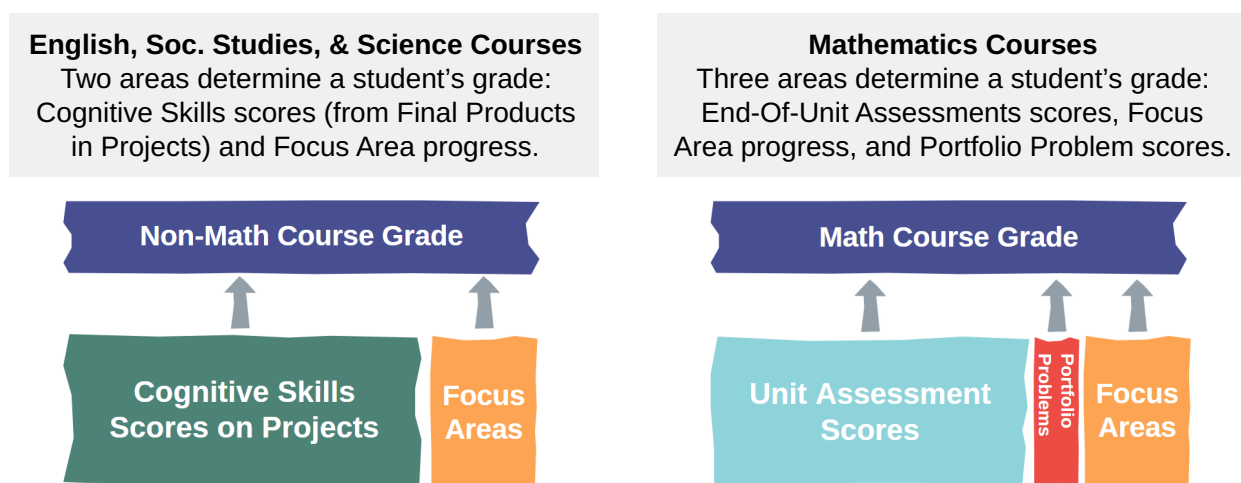 English, Soc. Studies, & Science Courses
Two areas determine a student’s grade:
Cognitive Skills scores (from Final Products
in Projects) and Focus Area progress.
Mathematics Courses
Three areas determine a student’s grade:
End-Of-Unit Assessments scores, Focus
Area progress, and Portfolio Problem scores.
Non-Math Course Grade
Cognitive Skills
Scores on Projects
Focus
Areas
Math Course Grade
Unit Assessment
Scores
Portfolio
Problems
Focus
Areas